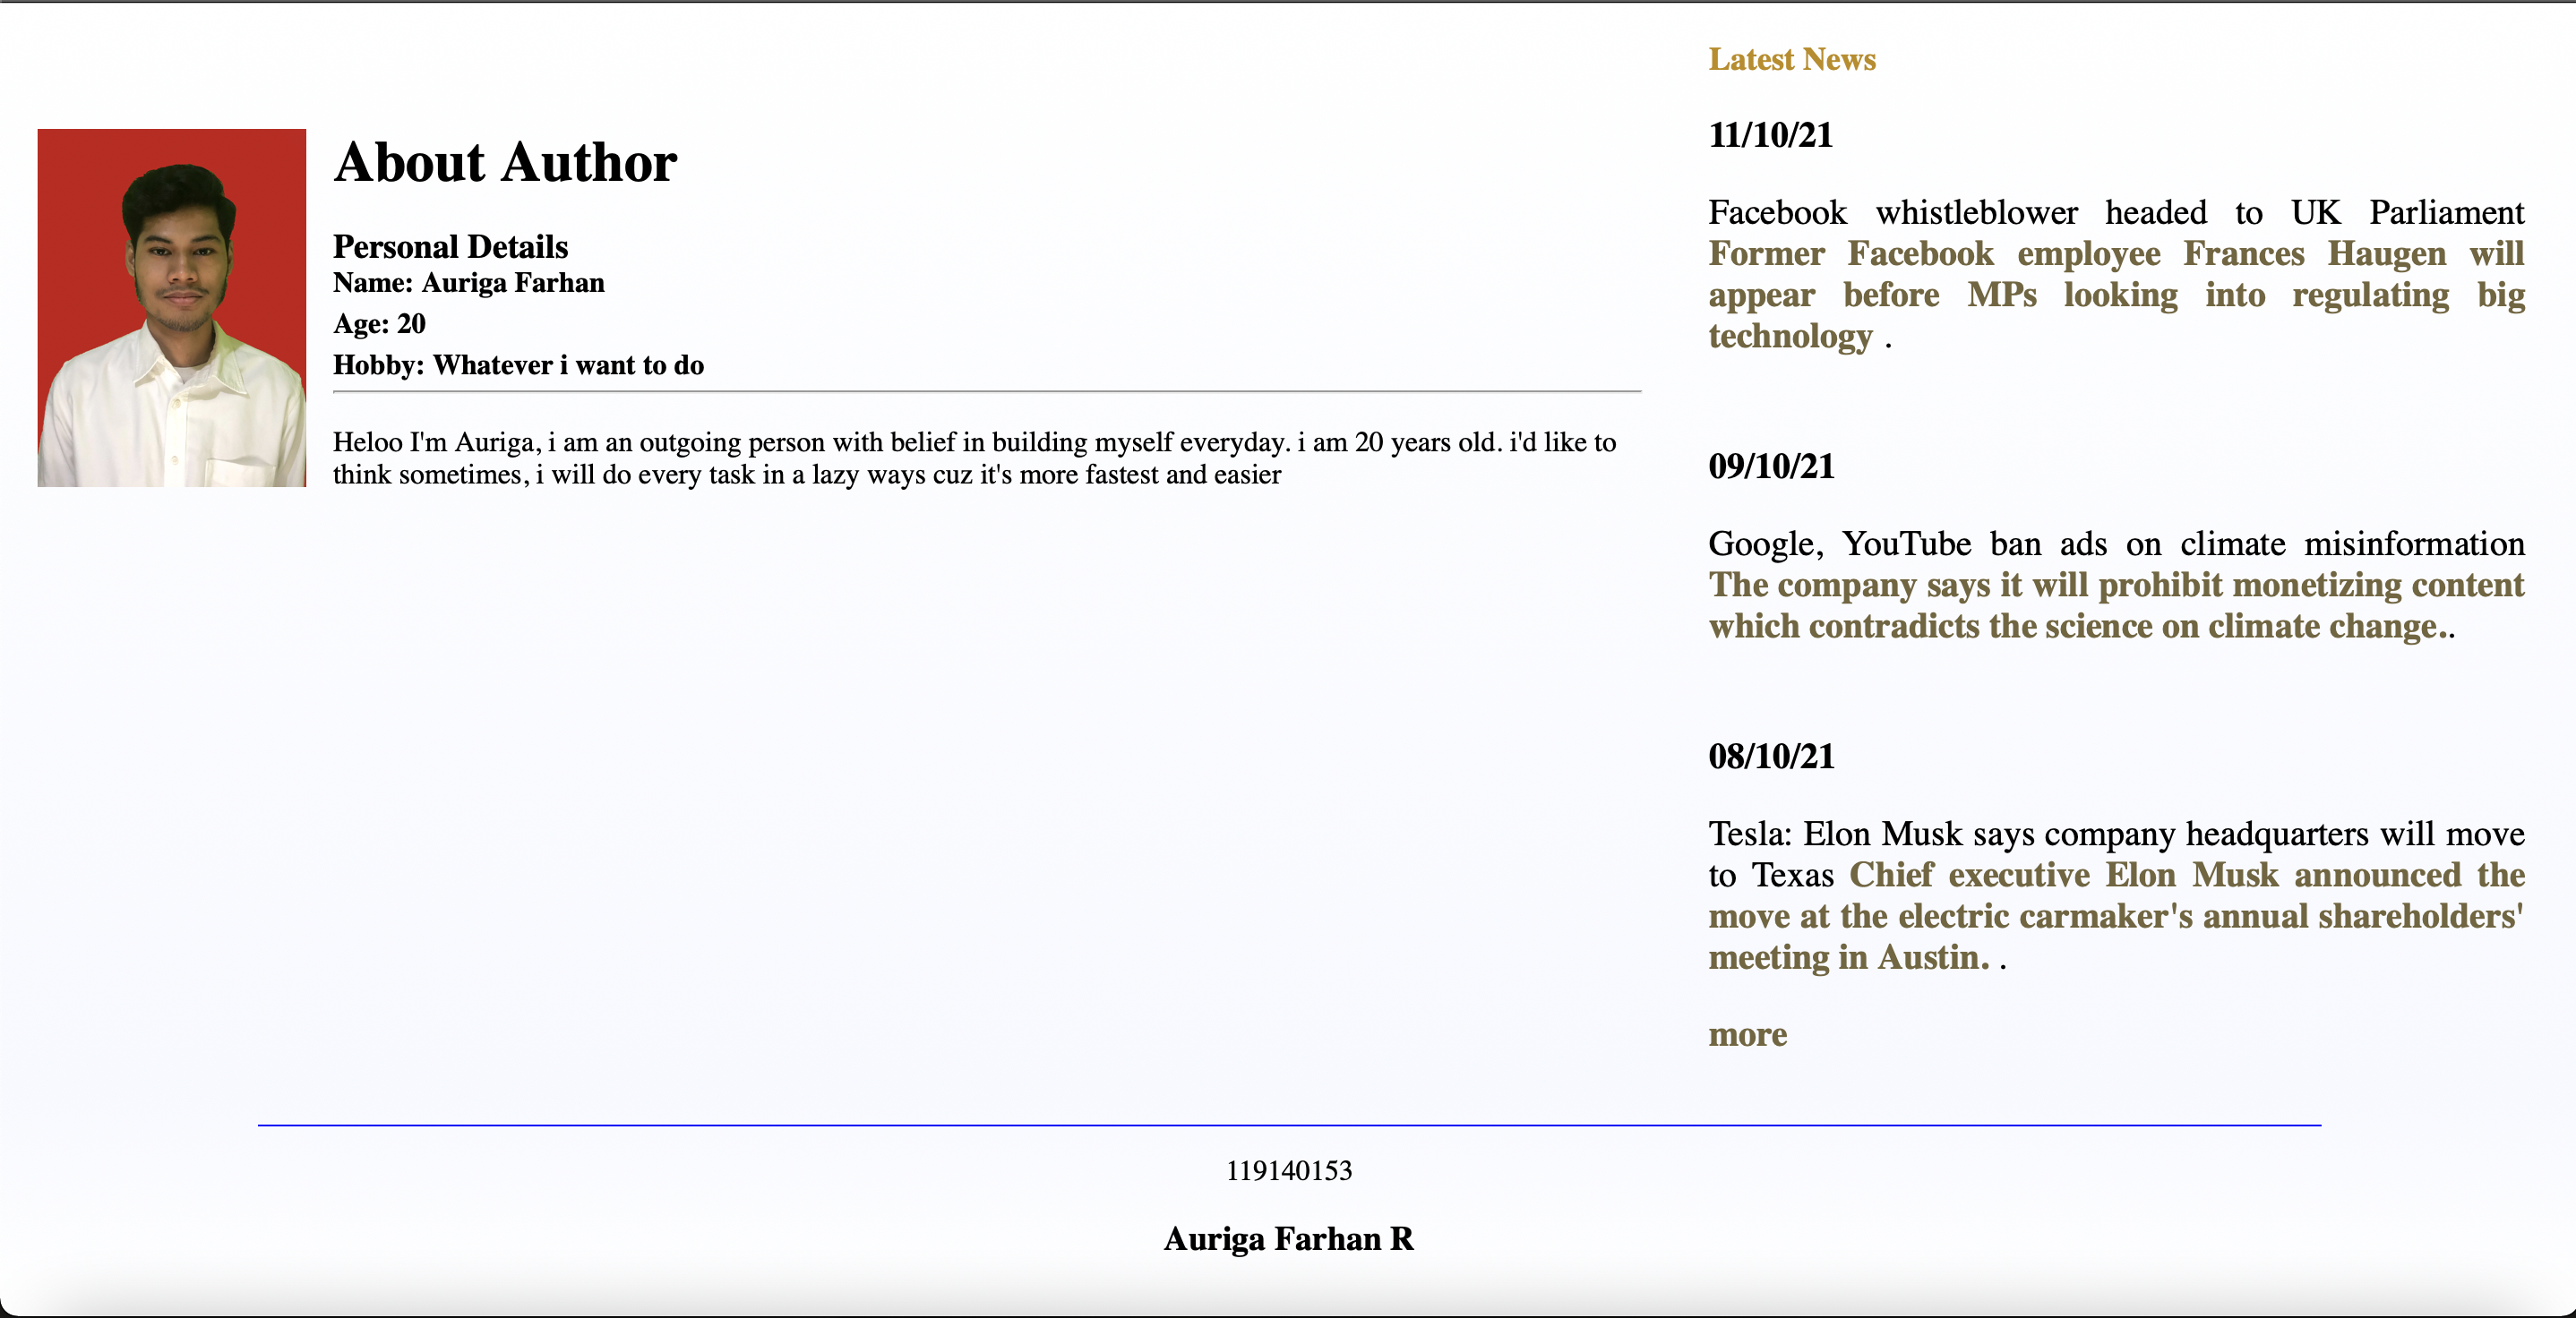 About Author
Personal Details
Name: Auriga Farhan
Age: 20
Hobby: Whatever i want to do
Heloo I'm Auriga, i am an outgoing person with belief in building myself everyday. i am 20 years old. i'd like to
think sometimes, i will do every task in a lazy ways cuz it's more fastest and easier
Latest News
11/10/21
Facebook whistleblower headed to UK Parliament
Former Facebook employee Frances Haugen will
appear before MPs looking into regulating big
technology .
09/10/21
Google, YouTube ban ads on climate misinformation
The company says it will prohibit monetizing content
which contradicts the science on climate change..
08/10/21
Tesla: Elon Musk says company headquarters will move
to Texas Chief executive Elon Musk announced the
move at the electric carmaker's annual shareholders'
meeting in Austin. .
more
119140153
Auriga Farhan R